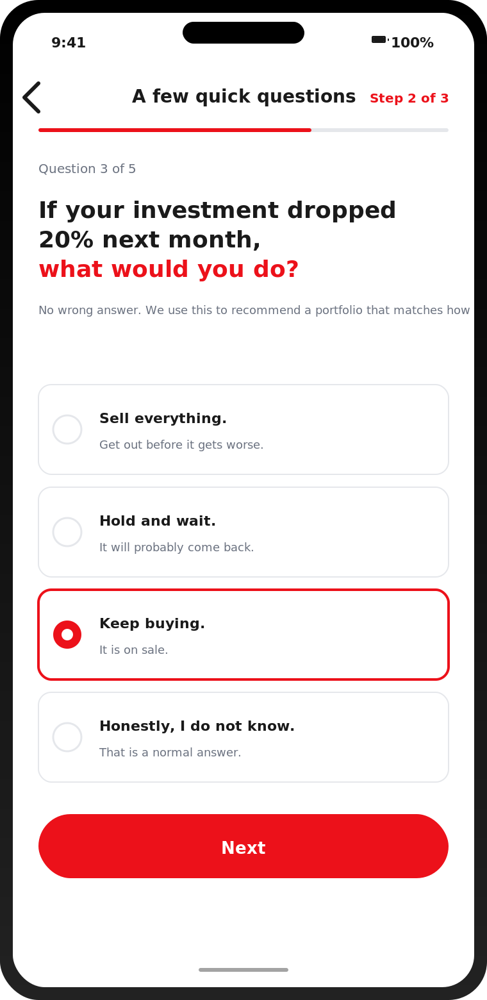 9:41
100%
A few quick questions
Step 2 of 3
Question 3 of 5
If your investment dropped
20% next month,
what would you do?
No wrong answer. We use this to recommend a portfolio that matches how
Sell everything.
Get out before it gets worse.
Hold and wait.
It will probably come back.
Keep buying.
It is on sale.
Honestly, I do not know.
That is a normal answer.
Next